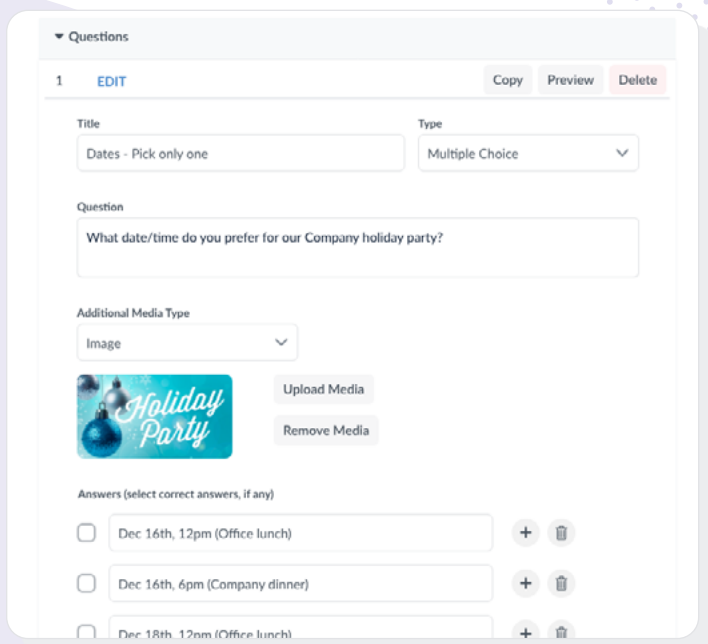 Questions
1 EDIT Copy Preview Delete
Title Type
Dates - Pick only one Multiple Choice
Question
What date/time do you prefer for our Company holiday party?
Additional Media Type
Image
Holiday
Party
Upload Media
Remove Media
Answers (select correct answers, if any)
Dec 16th, 12pm (Office lunch)
Dec 16th, 6pm (Company dinner)
Dec 18th, 12pm (Office lunch)